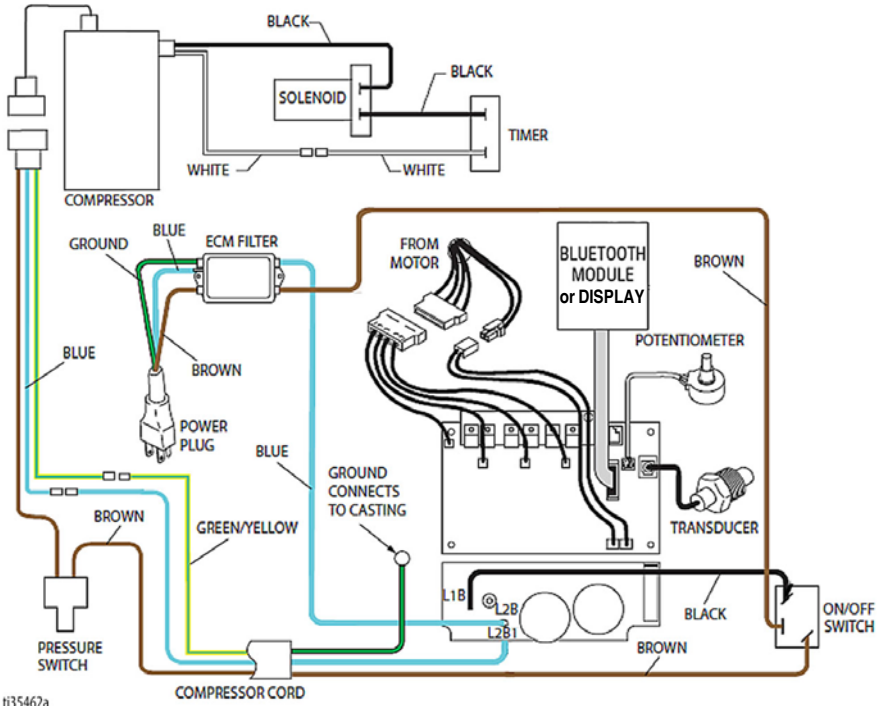 BLACK
BLACK
SOLENOID
TIMER
WHITE
WHITE
COMPRESSOR
GROUND
BLUE
ECM FILTER
FROM
MOTOR
BLUETOOTH
MODULE
or DISPLAY
BROWN
POTENTIOMETER
BLUE
BROWN
POWER
PLUG
BLUE
GROUND
CONNECTS
TO CASTING
TRANSDUCER
BROWN
GREEN/YELLOW
L1B
L2B
L2B1
BLACK
ON/OFF
SWITCH
PRESSURE
SWITCH
BROWN
COMPRESSOR CORD
ti35462a